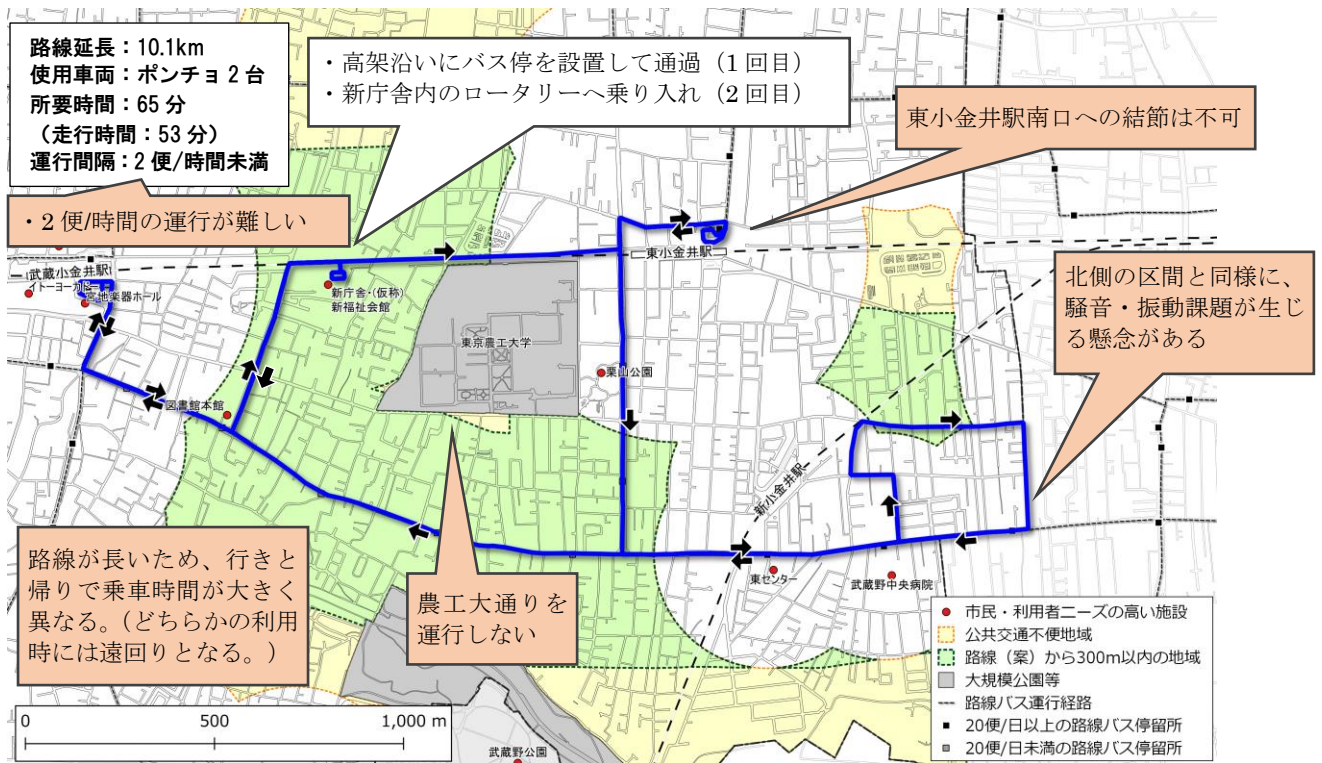 路線延長：10.1km
使用車両：ポンチョ 2 台
所要時間：65 分
（走行時間：53 分）
運行間隔：2 便/時間未満
・2 便/時間の運行が難しい
・高架沿いにバス停を設置して通過（1 回目）
・新庁舎内のロータリーへ乗り入れ（2 回目）
東小金井駅南口への結節は不可
北側の区間と同様に、
騒音・振動課題が生じ
る懸念がある
武蔵小金井駅
イトーヨーカドー
宮地楽器ホール
新庁舎・(仮称)
新福祉会館
東小金井駅
東京農工大学
栗山公園
図書館本館
新小金井駅
東センター
武蔵野中央病院
路線が長いため、行きと
帰りで乗車時間が大きく
異なる。（どちらかの利用
時には遠回りとなる。）
農工大通りを
運行しない
武蔵野公園
0 500 1,000 m
市民・利用者ニーズの高い施設
公共交通不便地域
路線（案）から300m以内の地域
大規模公園等
路線バス運行経路
20便/日以上の路線バス停留所
20便/日未満の路線バス停留所